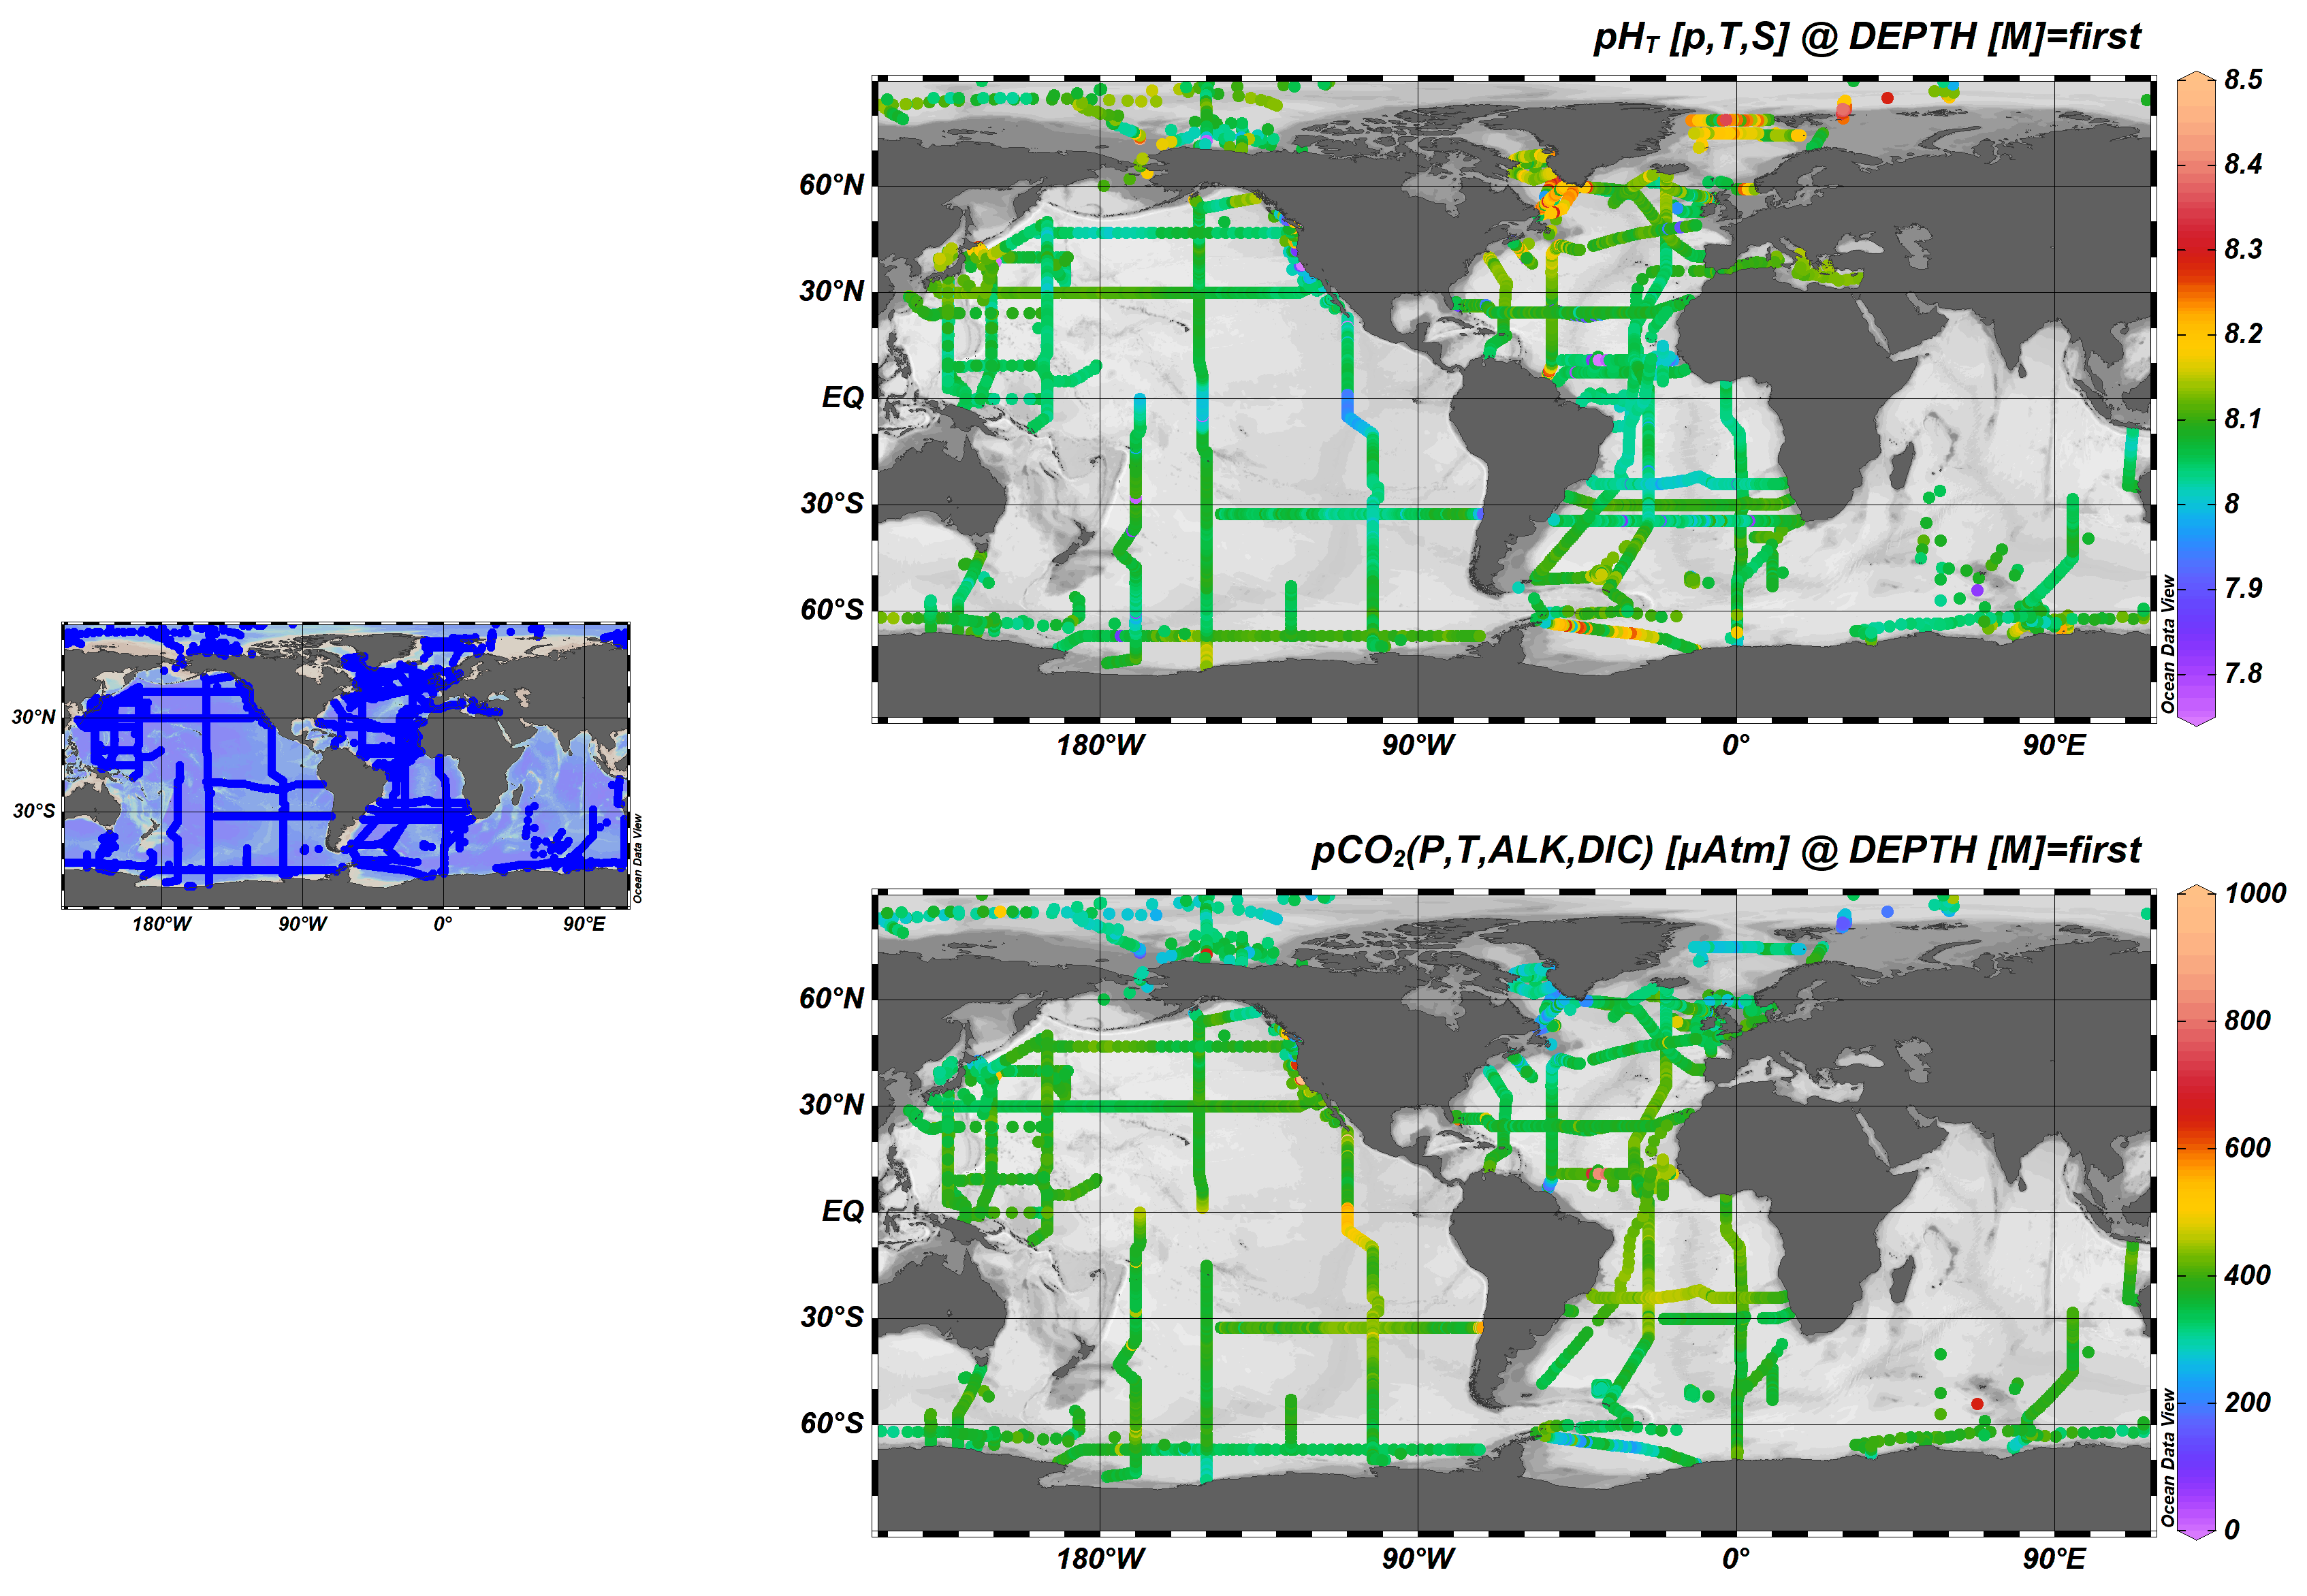 pHT [p,T,S] @ DEPTH [M]=first
60°N
30°N
EQ
30°S
60°S
180°W 90°W 0° 90°E
8.5
8.4
8.3
8.2
8.1
8
7.9
7.8
Ocean Data View
30°N
30°S
180°W 90°W 0° 90°E
Ocean Data View
pCO2(P,T,ALK,DIC) [µAtm] @ DEPTH [M]=first
60°N
30°N
EQ
30°S
60°S
180°W 90°W 0° 90°E
1000
800
600
400
200
0
Ocean Data View